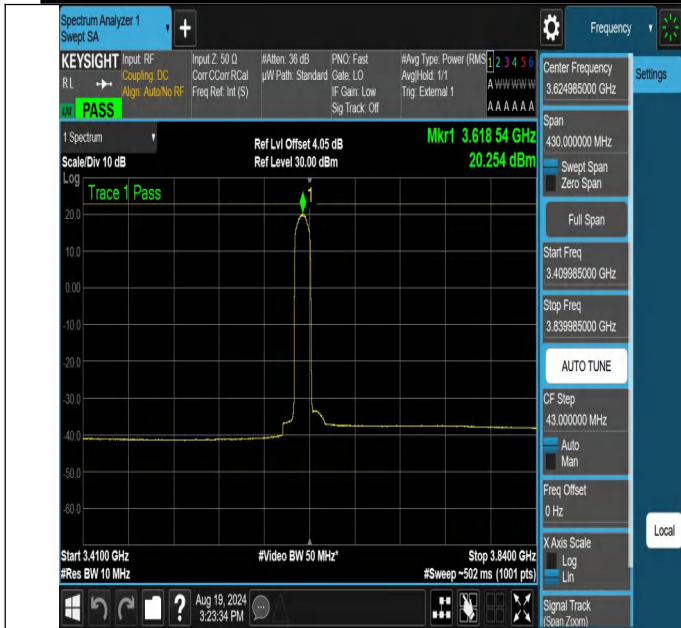 Spectrum Analyzer 1
Swept SA
+
Frequency
KEYSIGHT
RL
PASS
Input: RF
Coupling: DC
Align: Auto/No RF
Input Z: 50 Ω
Corr CCorr RCal
Freq Ref: Int (S)
#Atten: 36 dB
µW Path: Standard
PNO: Fast
Gate: LO
IF Gain: Low
Sig Track: Off
#Avg Type: Power (RMS
Avg|Hold: 1/1
Trig: External 1
1 2 3 4 5 6
A W W W W W
A A A A A A
1 Spectrum
Scale/Div 10 dB
Log
Ref Lvl Offset 4.05 dB
Ref Level 30.00 dBm
Mkr1 3.618 54 GHz
20.254 dBm
Trace 1 Pass
1
20.0
10.0
0.00
-10.0
-20.0
-30.0
-40.0
-50.0
-60.0
Start 3.4100 GHz
#Res BW 10 MHz
#Video BW 50 MHz*
Stop 3.8400 GHz
#Sweep ~502 ms (1001 pts)
Center Frequency
3.624985000 GHz
Settings
Span
430.000000 MHz
Swept Span
Zero Span
Full Span
Start Freq
3.409985000 GHz
Stop Freq
3.839985000 GHz
AUTO TUNE
CF Step
43.000000 MHz
Auto
Man
Freq Offset
0 Hz
X Axis Scale
Log
Lin
Local
Signal Track
(Span Zoom)
?
Aug 19, 2024
3:23:34 PM